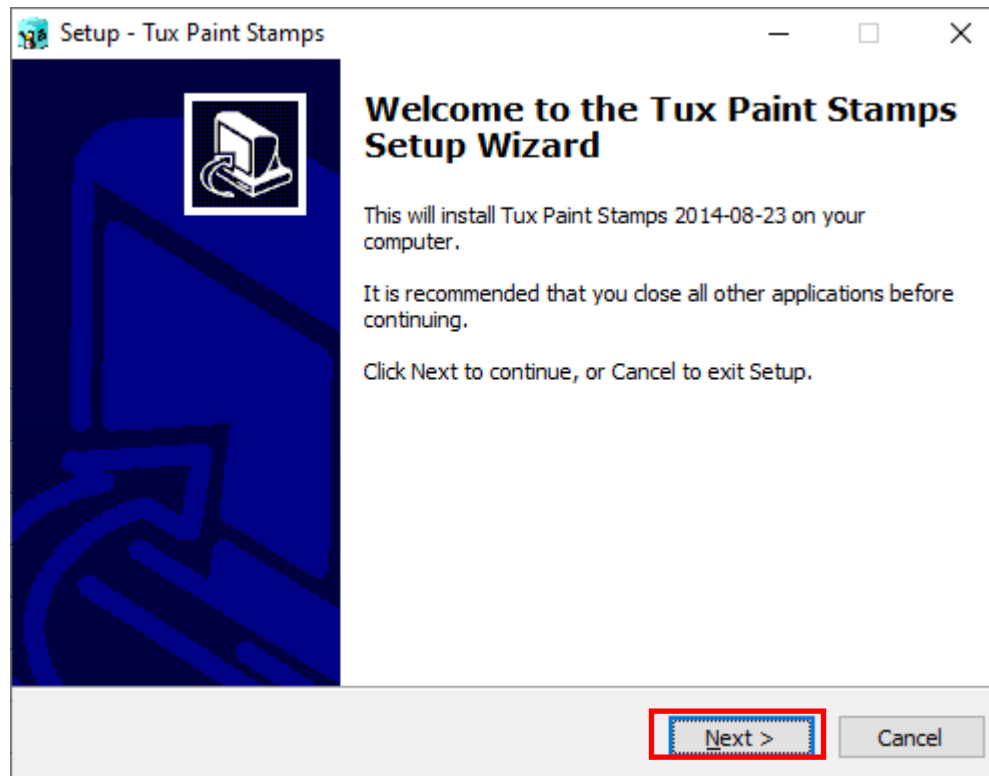 Setup - Tux Paint Stamps
Welcome to the Tux Paint Stamps
Setup Wizard
This will install Tux Paint Stamps 2014-08-23 on your
computer.
It is recommended that you close all other applications before
continuing.
Click Next to continue, or Cancel to exit Setup.
Next >
Cancel